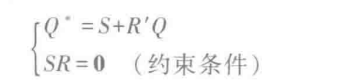 Q* = S + R′Q
SR = 0 （约束条件）